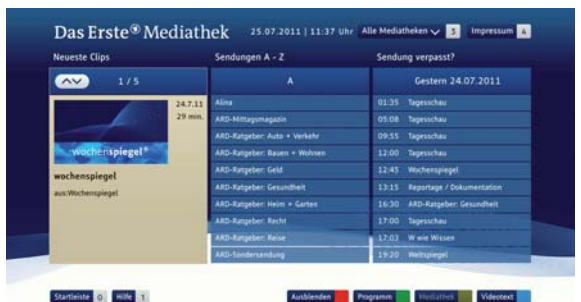 Das Erste Mediathek 25.07.2011 | 11:37 Uhr Alle Mediatheken 3 Impressum 4
Neueste Clips
1 / 5
24.7.11
29 min.
wochenspiegel
wochenspiegel
aus:Wochenspiegel
Sendungen A - Z
A
Alina
ARD-Mittagsmagazin
ARD-Ratgeber: Auto + Verkehr
ARD-Ratgeber: Bauen + Wohnen
ARD-Ratgeber: Geld
ARD-Ratgeber: Gesundheit
ARD-Ratgeber: Heim + Garten
ARD-Ratgeber: Recht
ARD-Ratgeber: Reise
ARD-Sondersendung
Sendung verpasst?
Gestern 24.07.2011
01:35 Tagesschau
05:08 Tagesschau
09:55 Tagesschau
12:00 Tagesschau
12:45 Wochenspiegel
13:15 Reportage / Dokumentation
16:30 ARD-Ratgeber: Gesundheit
17:00 Tagesschau
17:03 W wie Wissen
19:20 Weltspiegel
Startleiste 0 Hilfe 1 Ausblenden Programm Mediathek Videotext